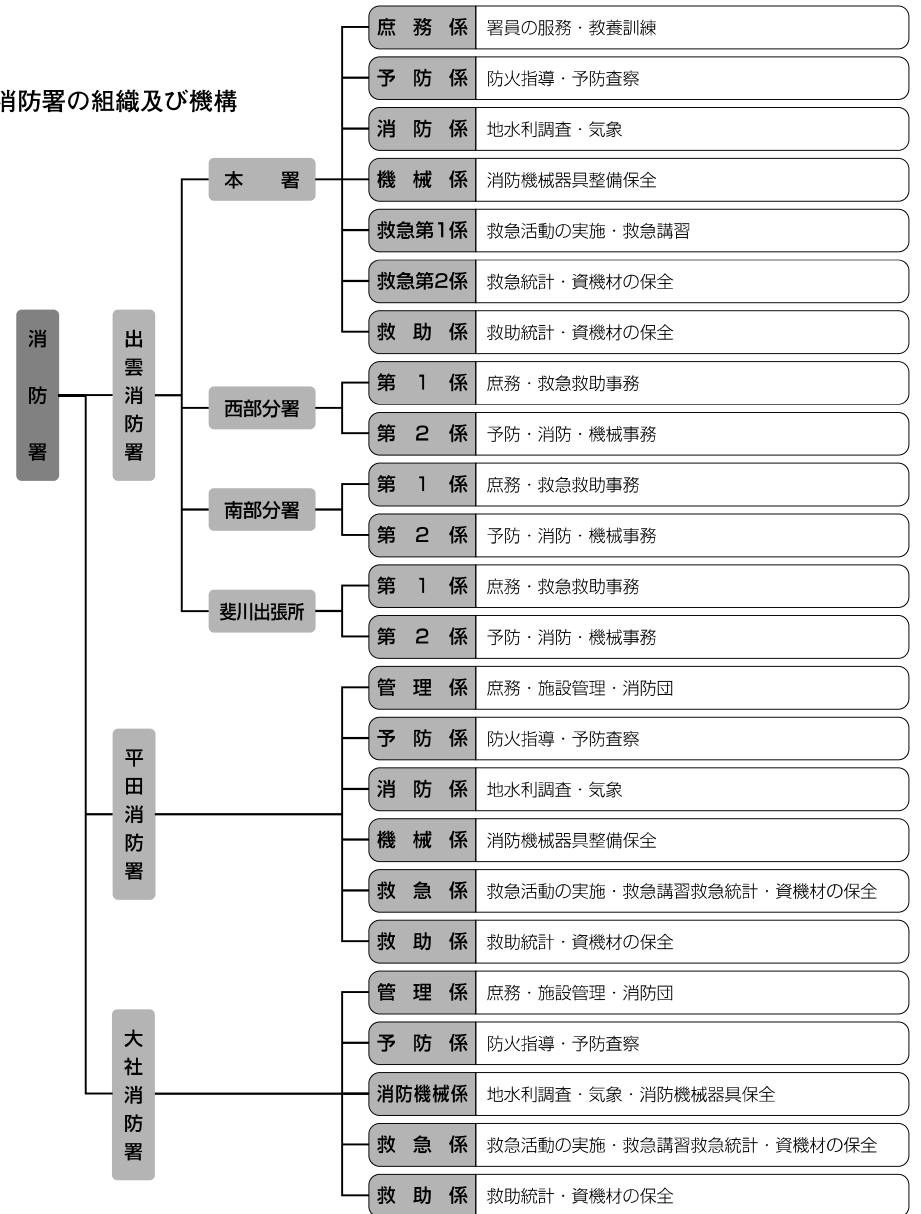 消防署の組織及び機構
消防署
出雲消防署
本署
庶務係 署員の服務・教養訓練
予防係 防火指導・予防査察
消防係 地水利調査・気象
機械係 消防機械器具整備保全
救急第1係 救急活動の実施・救急講習
救急第2係 救急統計・資機材の保全
救助係 救助統計・資機材の保全
西部分署
第1係 庶務・救急救助事務
第2係 予防・消防・機械事務
南部分署
第1係 庶務・救急救助事務
第2係 予防・消防・機械事務
斐川出張所
第1係 庶務・救急救助事務
第2係 予防・消防・機械事務
平田消防署
管理係 庶務・施設管理・消防団
予防係 防火指導・予防査察
消防係 地水利調査・気象
機械係 消防機械器具整備保全
救急係 救急活動の実施・救急講習救急統計・資機材の保全
救助係 救助統計・資機材の保全
大社消防署
管理係 庶務・施設管理・消防団
予防係 防火指導・予防査察
消防機械係 地水利調査・気象・消防機械器具保全
救急係 救急活動の実施・救急講習救急統計・資機材の保全
救助係 救助統計・資機材の保全